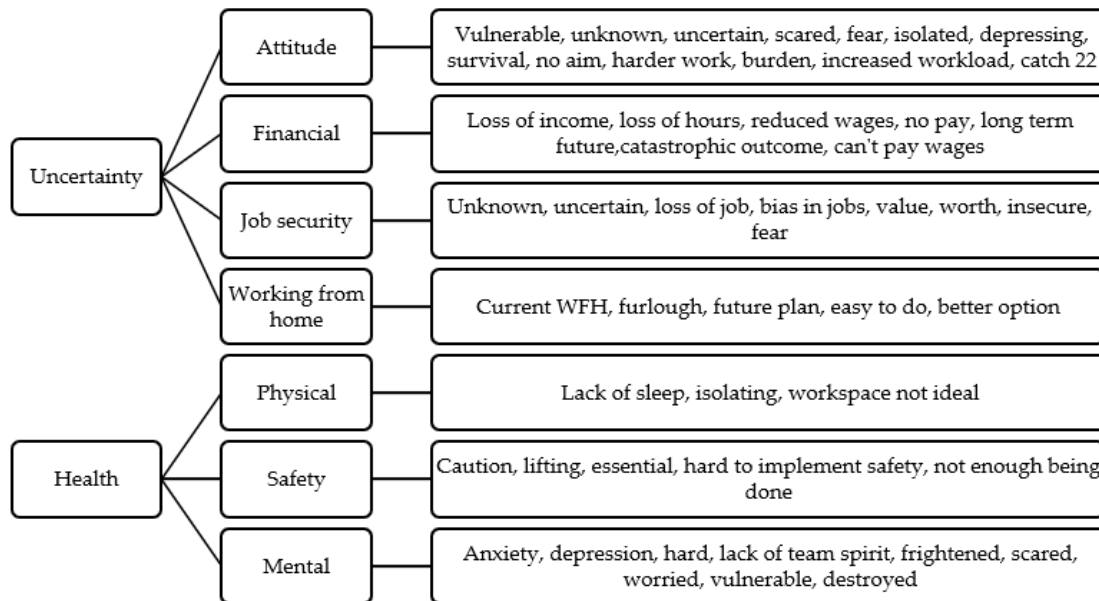 Uncertainty
Attitude
Vulnerable, unknown, uncertain, scared, fear, isolated, depressing,
survival, no aim, harder work, burden, increased workload, catch 22
Financial
Loss of income, loss of hours, reduced wages, no pay, long term
future,catastrophic outcome, can't pay wages
Job security
Unknown, uncertain, loss of job, bias in jobs, value, worth, insecure,
fear
Working from
home
Current WFH, furlough, future plan, easy to do, better option
Health
Physical
Lack of sleep, isolating, workspace not ideal
Safety
Caution, lifting, essential, hard to implement safety, not enough being
done
Mental
Anxiety, depression, hard, lack of team spirit, frightened, scared,
worried, vulnerable, destroyed